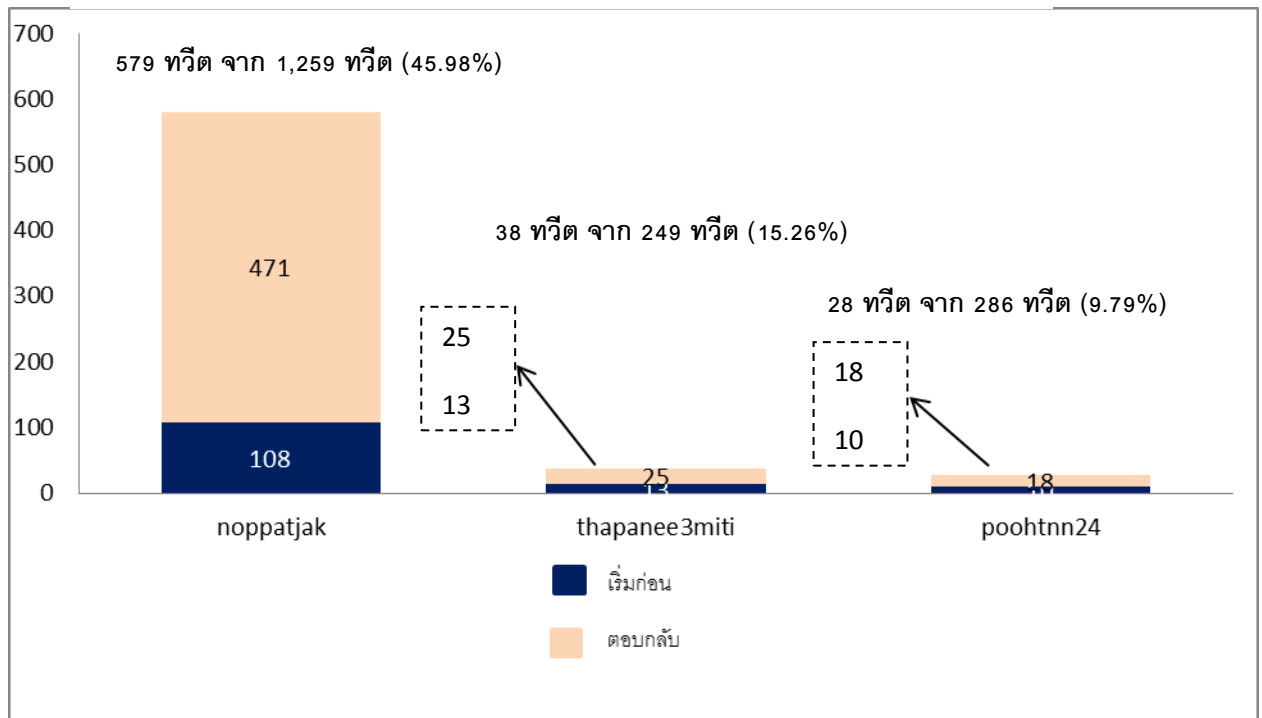 700
579 ทวีต จาก 1,259 ทวีต (45.98%)
600
500
400
38 ทวีต จาก 249 ทวีต (15.26%)
471
300
28 ทวีต จาก 286 ทวีต (9.79%)
25
13
18
10
200
100
108
25
13
18
10
0
noppatjak
thapanee3miti
poohtnn24
เริ่มก่อน
ตอบกลับ